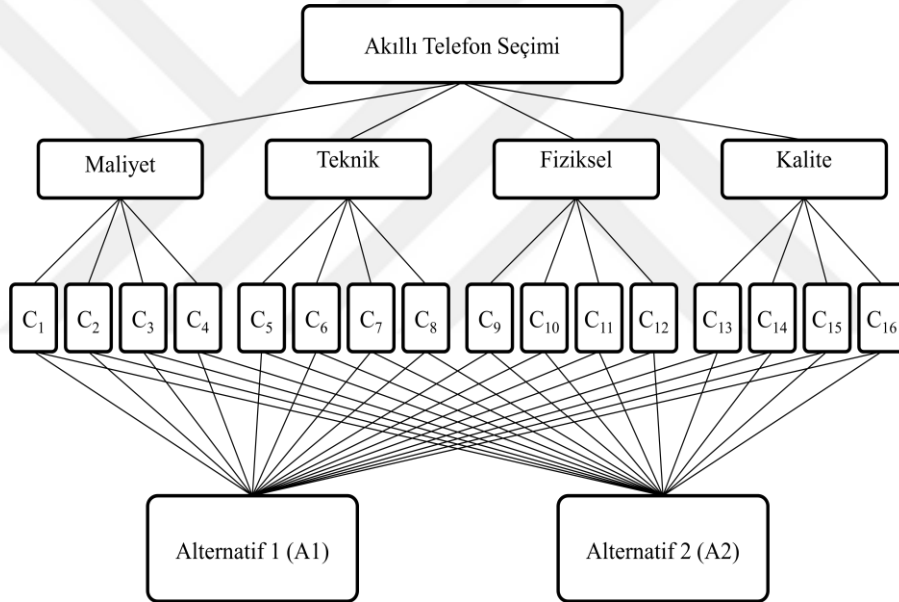 Akıllı Telefon Seçimi
Maliyet
Teknik
Fiziksel
Kalite
C1
C2
C3
C4
C5
C6
C7
C8
C9
C10
C11
C12
C13
C14
C15
C16
Alternatif 1 (A1)
Alternatif 2 (A2)